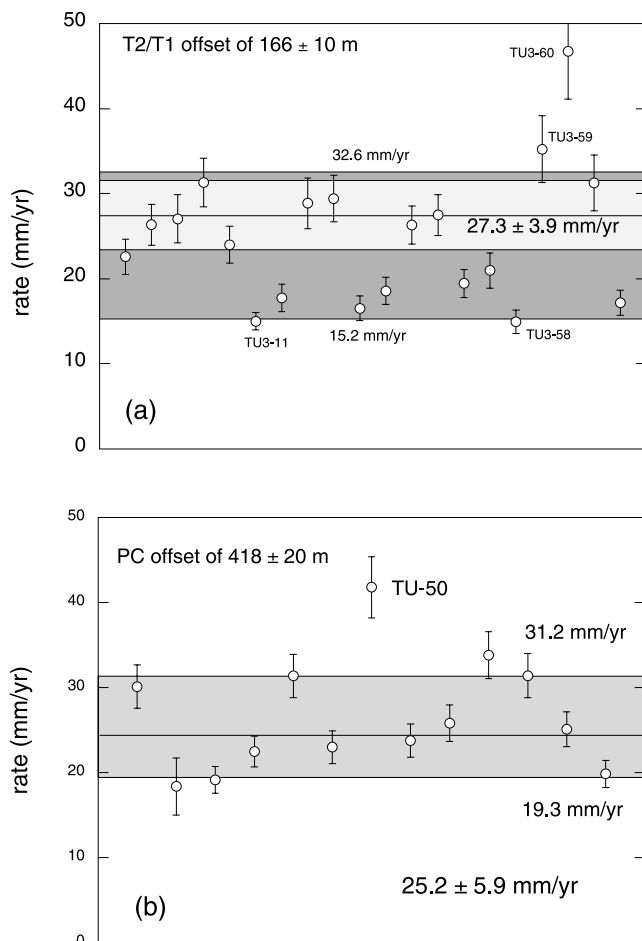 50
T2/T1 offset of 166 ± 10 m
TU3-60
40
TU3-59
32.6 mm/yr
30
27.3 ± 3.9 mm/yr
rate (mm/yr)
20
TU3-11
15.2 mm/yr
TU3-58
10
(a)
0
50
PC offset of 418 ± 20 m
TU-50
40
31.2 mm/yr
30
rate (mm/yr)
20
19.3 mm/yr
10
25.2 ± 5.9 mm/yr
(b)
0